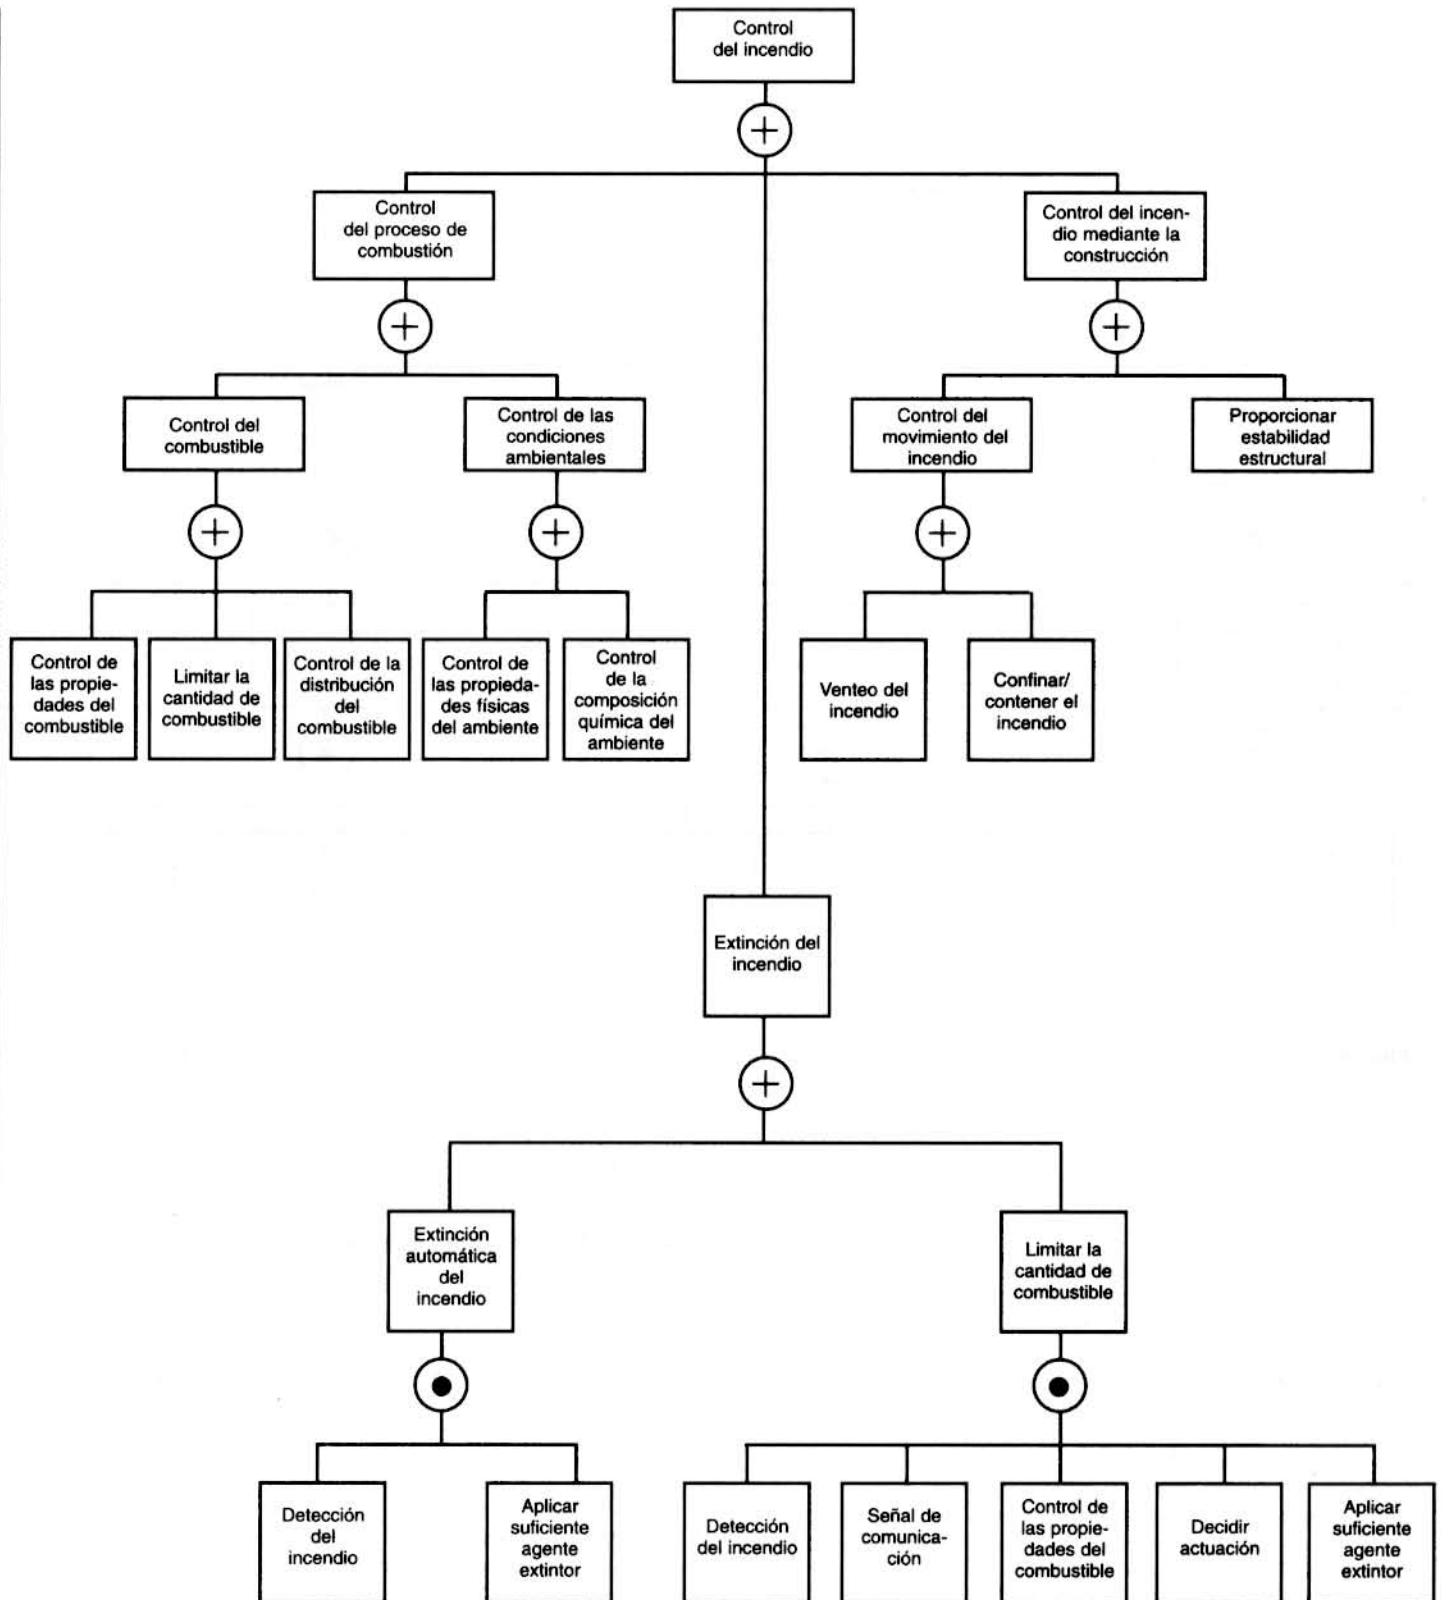 Control
del incendio
Control
del proceso de
combustión
Control del incen-
dio mediante la
construcción
Control del
combustible
Control de las
condiciones
ambientales
Control del
movimiento del
incendio
Proporcionar
estabilidad
estructural
Control de
las propie-
dades del
combustible
Limitar la
cantidad de
combustible
Control de la
distribución
del
combustible
Control de
las propieda-
des físicas
del ambiente
Control
de la
composición
química del
ambiente
Venteo del
incendio
Confinar/
contener el
incendio
Extinción del
incendio
Extinción
automática
del
incendio
Limitar la
cantidad de
combustible
Detección
del
incendio
Aplicar
suficiente
agente
extintor
Detección
del incendio
Señal de
comunica-
ción
Control de
las propie-
dades del
combustible
Decidir
actuación
Aplicar
suficiente
agente
extintor